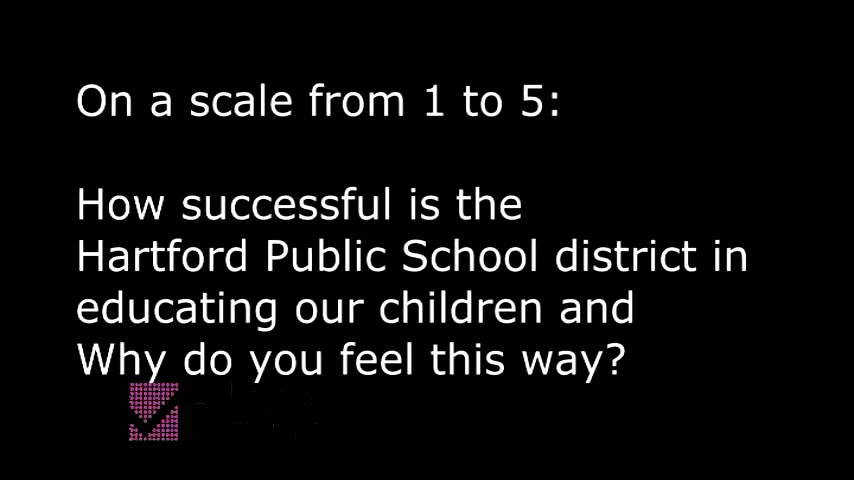 On a scale from 1 to 5:
How successful is the
Hartford Public School district in
educating our children and
Why do you feel this way?